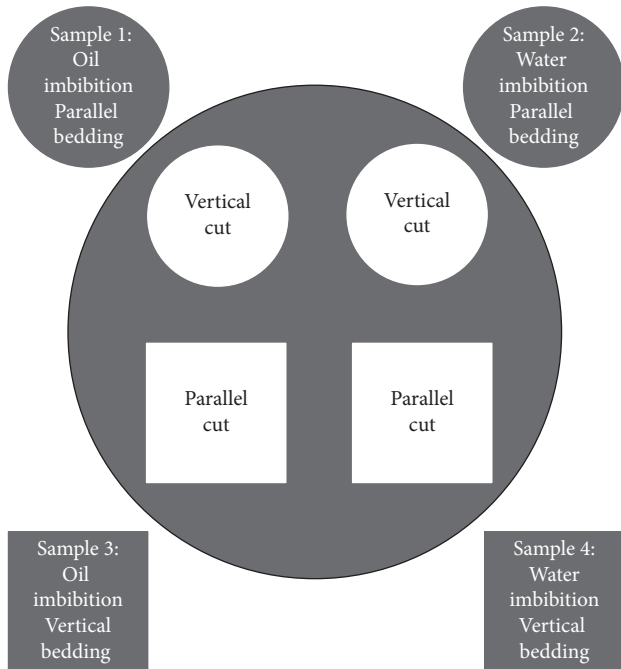 Sample 1:
Oil
imbibition
Parallel
bedding
Sample 2:
Water
imbibition
Parallel
bedding
Vertical
cut
Vertical
cut
Parallel
cut
Parallel
cut
Sample 3:
Oil
imbibition
Vertical
bedding
Sample 4:
Water
imbibition
Vertical
bedding